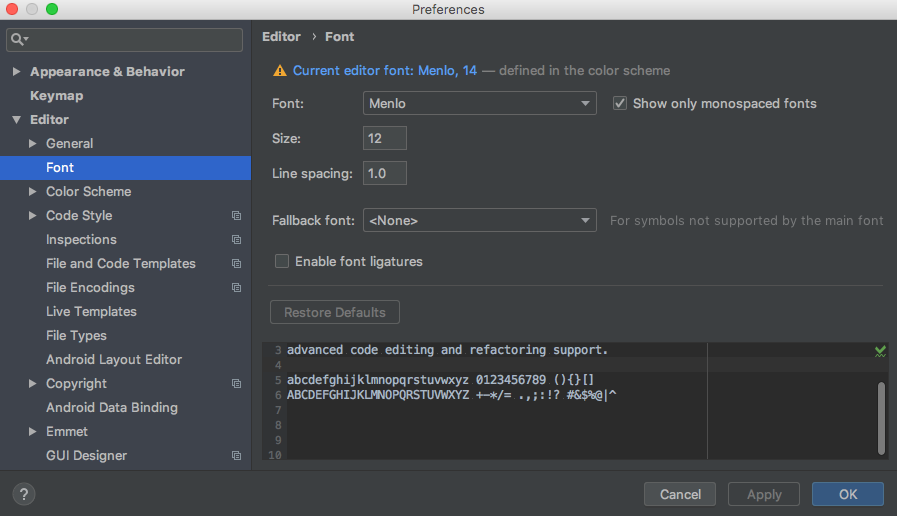 Preferences
Appearance & Behavior
Keymap
Editor
General
Font
Color Scheme
Code Style
Inspections
File and Code Templates
File Encodings
Live Templates
File Types
Android Layout Editor
Copyright
Android Data Binding
Emmet
GUI Designer
Editor › Font
Current editor font: Menlo, 14 — defined in the color scheme
Font: Menlo Show only monospaced fonts
Size: 12
Line spacing: 1.0
Fallback font: <None> For symbols not supported by the main font
Enable font ligatures
Restore Defaults
3 advanced code editing and refactoring support.
4
5 abcdefghijklmnopqrstuvwxyz 0123456789 (){}[]
6 ABCDEFGHIJKLMNOPQRSTUVWXYZ +-*/= .,;:!? #&$%@|^
7
8
9
10
? Cancel Apply OK